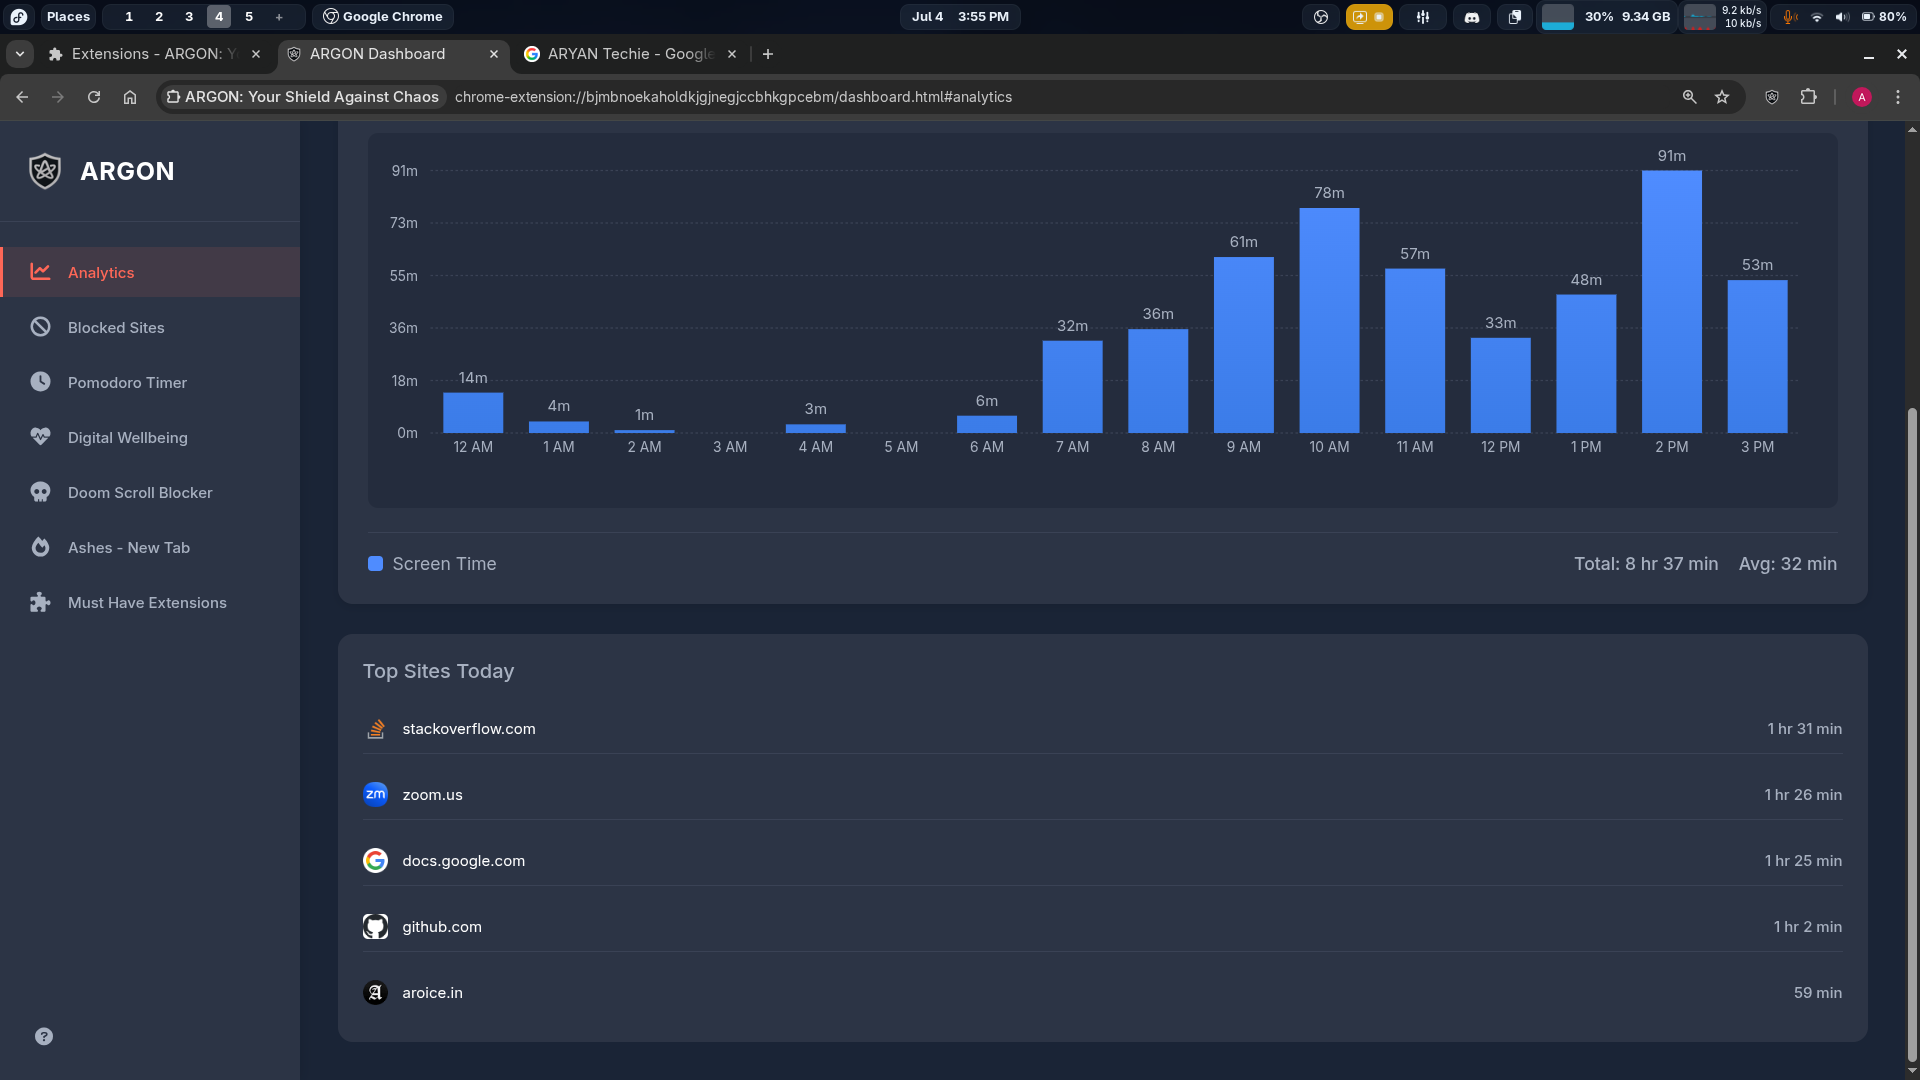 Places 1 2 3 4 5 + Google Chrome Jul 4 3:55 PM 30% 9.34 GB 9.2 kb/s 10 kb/s 80%
Extensions - ARGON: Y ARGON Dashboard ARYAN Techie - Google
ARGON: Your Shield Against Chaos chrome-extension://bjmbnoekaholdkjgjnegjccbhkgpcebm/dashboard.html#analytics A
ARGON
Analytics
Blocked Sites
Pomodoro Timer
Digital Wellbeing
Doom Scroll Blocker
Ashes - New Tab
Must Have Extensions
?
91m
73m
55m
36m
18m
0m
14m 4m 1m 3m 6m 32m 36m 61m 78m 57m 33m 48m 91m 53m
12 AM 1 AM 2 AM 3 AM 4 AM 5 AM 6 AM 7 AM 8 AM 9 AM 10 AM 11 AM 12 PM 1 PM 2 PM 3 PM
Screen Time Total: 8 hr 37 min Avg: 32 min
Top Sites Today
stackoverflow.com 1 hr 31 min
zm zoom.us 1 hr 26 min
docs.google.com 1 hr 25 min
github.com 1 hr 2 min
A aroice.in 59 min